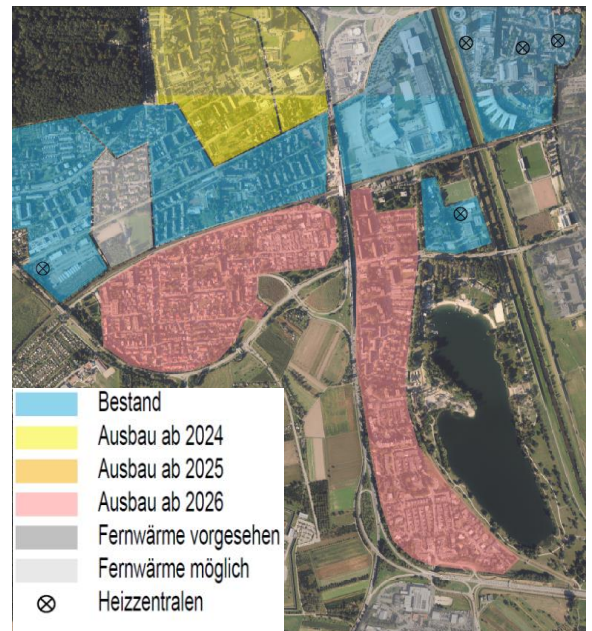 Bestand
Ausbau ab 2024
Ausbau ab 2025
Ausbau ab 2026
Fernwärme vorgesehen
Fernwärme möglich
Heizzentralen